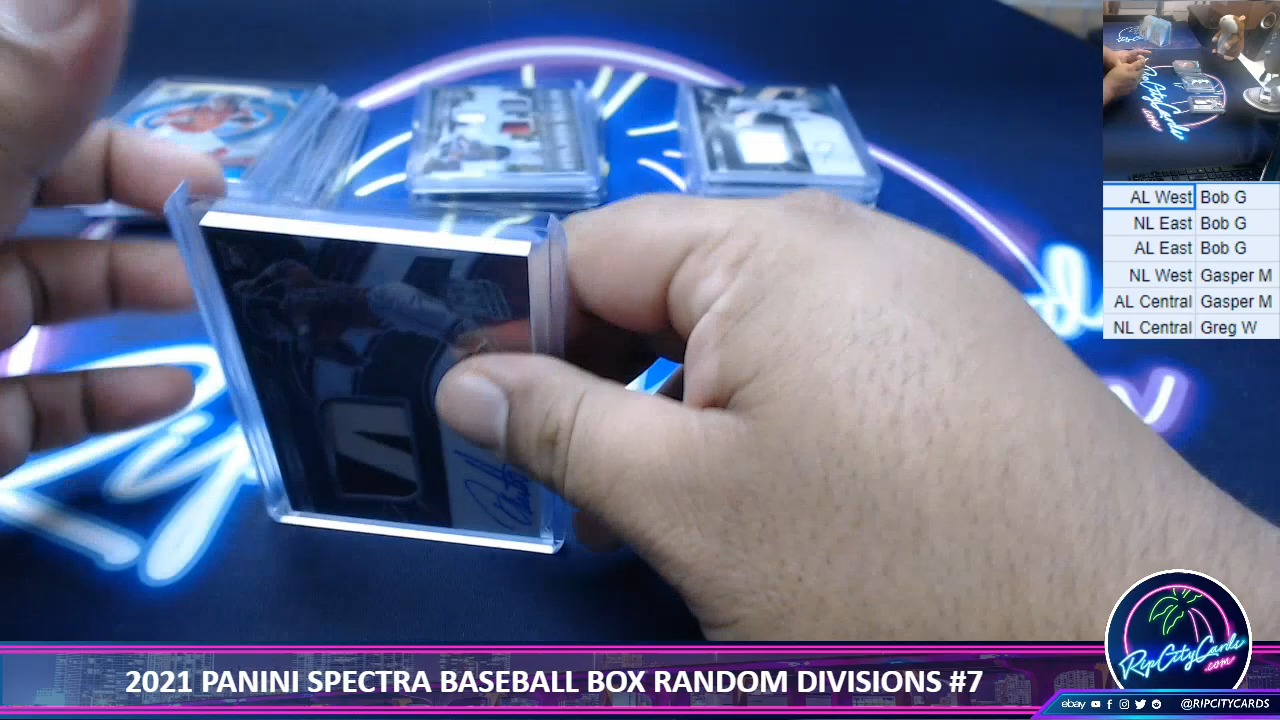 AL West Bob G
NL East Bob G
AL East Bob G
NL West Gasper M
AL Central Gasper M
NL Central Greg W
RipCityCards
.com
2021 PANINI SPECTRA BASEBALL BOX RANDOM DIVISIONS #7
ebay @RIPCITYCARDS